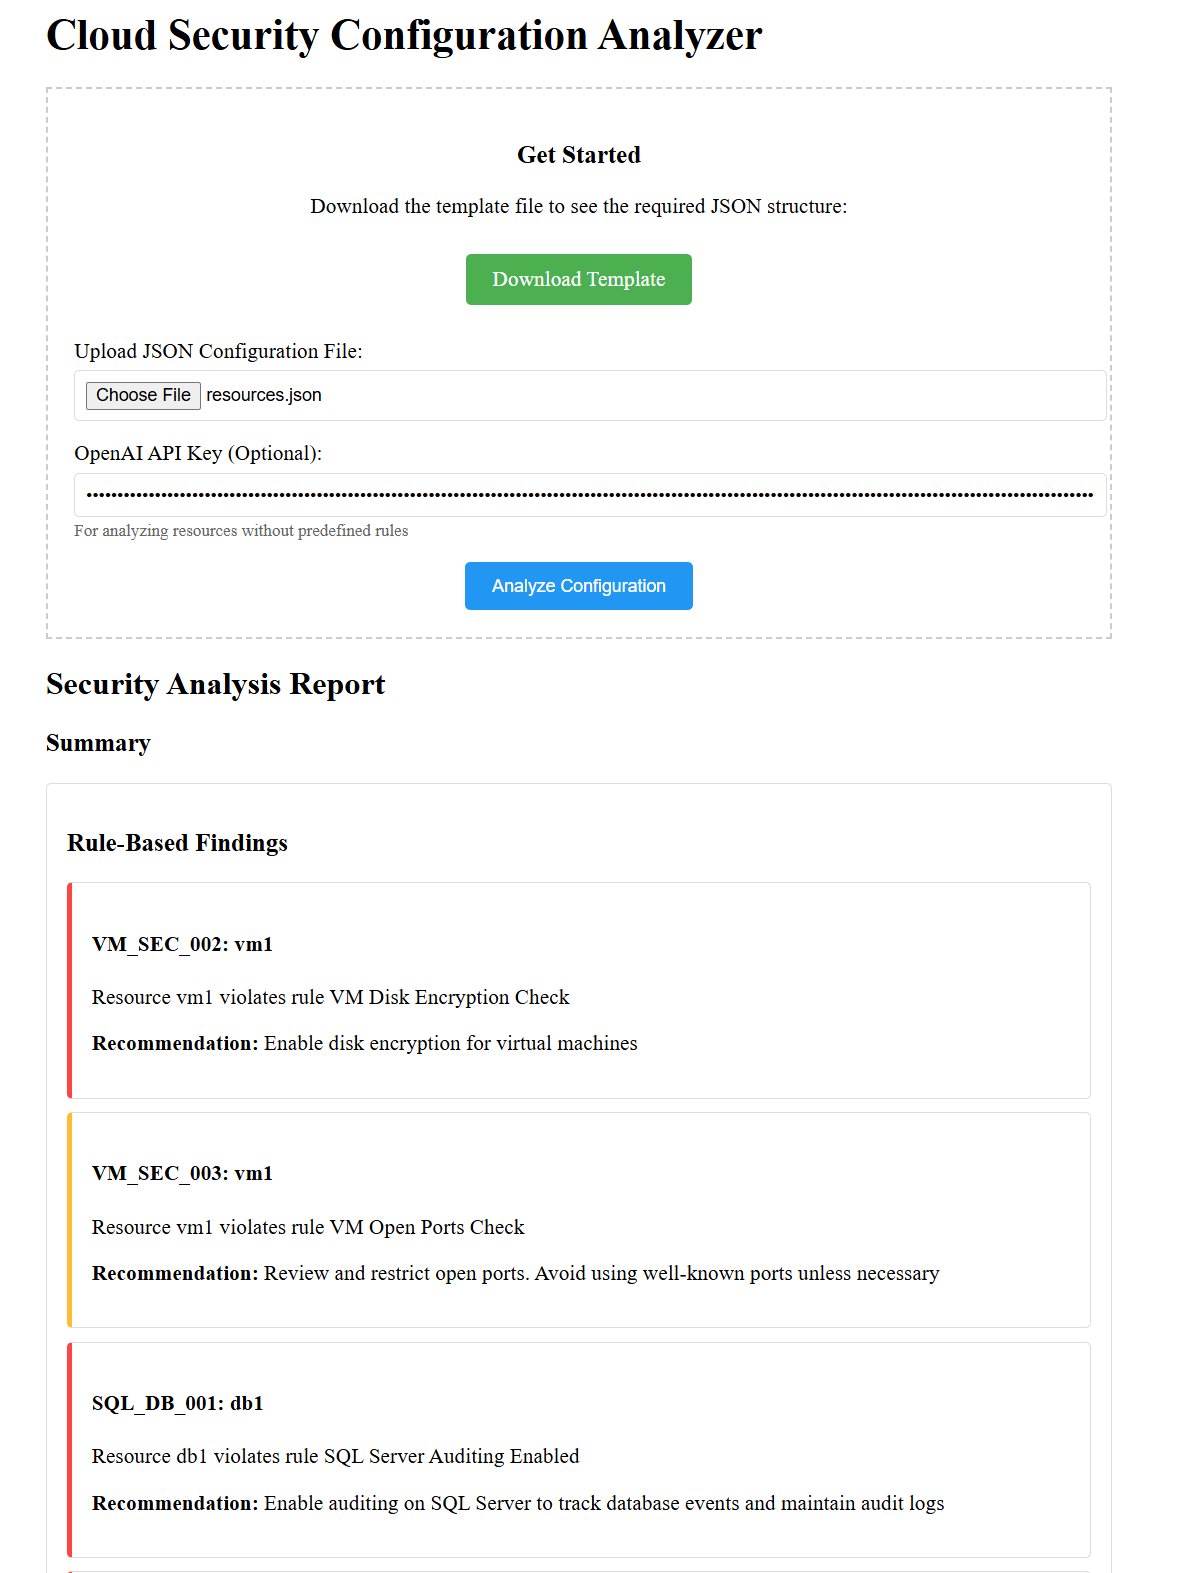 Cloud Security Configuration Analyzer
Get Started
Download the template file to see the required JSON structure:
Download Template
Upload JSON Configuration File:
Choose File resources.json
OpenAI API Key (Optional):
For analyzing resources without predefined rules
Analyze Configuration
Security Analysis Report
Summary
Rule-Based Findings
VM_SEC_002: vm1
Resource vm1 violates rule VM Disk Encryption Check
Recommendation: Enable disk encryption for virtual machines
VM_SEC_003: vm1
Resource vm1 violates rule VM Open Ports Check
Recommendation: Review and restrict open ports. Avoid using well-known ports unless necessary
SQL_DB_001: db1
Resource db1 violates rule SQL Server Auditing Enabled
Recommendation: Enable auditing on SQL Server to track database events and maintain audit logs